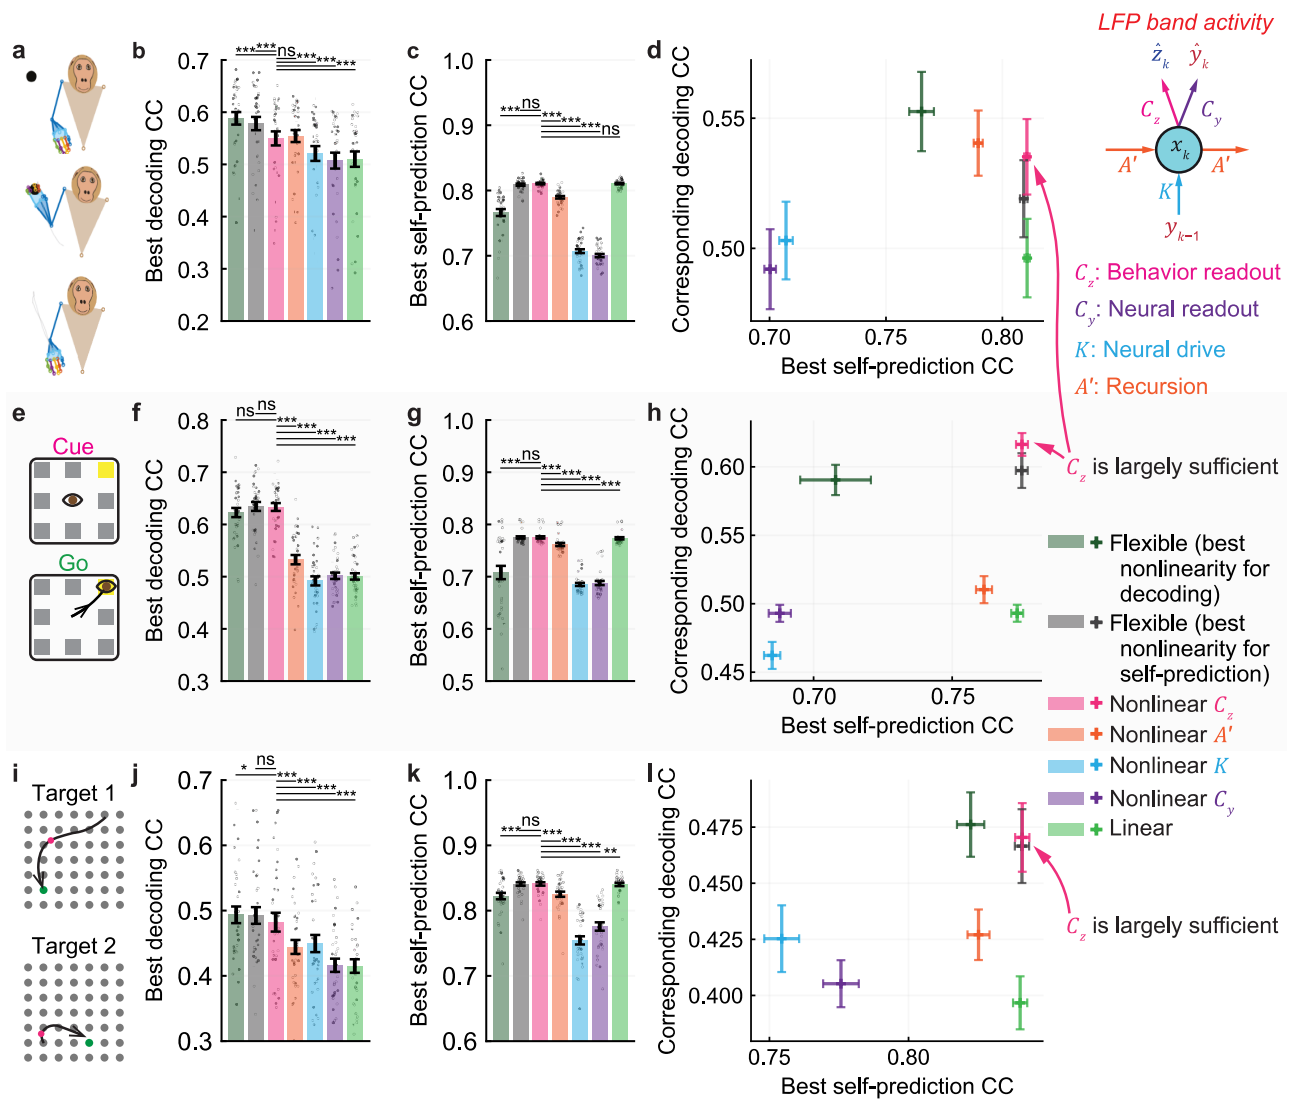 a
b
Best decoding CC
0.7
0.6
0.5
0.4
0.3
0.2
*** *** ns *** *** ***
c
Best self-prediction CC
1.0
0.9
0.8
0.7
0.6
*** ns *** *** *** ns
d
Corresponding decoding CC
0.55
0.50
0.70 0.75 0.80
Best self-prediction CC
LFP band activity
ẑk ŷk
Cz Cy
A′ xk A′
K
yk−1
Cz: Behavior readout
Cy: Neural readout
K: Neural drive
A′: Recursion
e
Cue
Go
f
Best decoding CC
0.8
0.7
0.6
0.5
0.4
0.3
ns ns *** *** *** ***
g
Best self-prediction CC
1.0
0.9
0.8
0.7
0.6
0.5
*** ns *** *** *** ***
h
Corresponding decoding CC
0.60
0.55
0.50
0.45
0.70 0.75
Best self-prediction CC
Cz is largely sufficient
Flexible (best
nonlinearity for
decoding)
Flexible (best
nonlinearity for
self-prediction)
Nonlinear Cz
Nonlinear A′
Nonlinear K
Nonlinear Cy
Linear
i
Target 1
Target 2
j
Best decoding CC
0.7
0.6
0.5
0.4
0.3
* ns *** *** *** ***
k
Best self-prediction CC
1.0
0.9
0.8
0.7
0.6
*** ns *** *** *** **
l
Corresponding decoding CC
0.475
0.450
0.425
0.400
0.75 0.80
Best self-prediction CC
Cz is largely sufficient